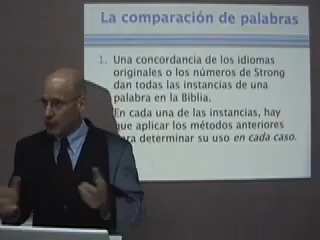 La comparación de palabras
1. Una concordancia de los idiomas
originales o los números de Strong
dan todas las instancias de una
palabra en la Biblia.
En cada una de las instancias, hay
que aplicar los métodos anteriores
para determinar su uso en cada caso.